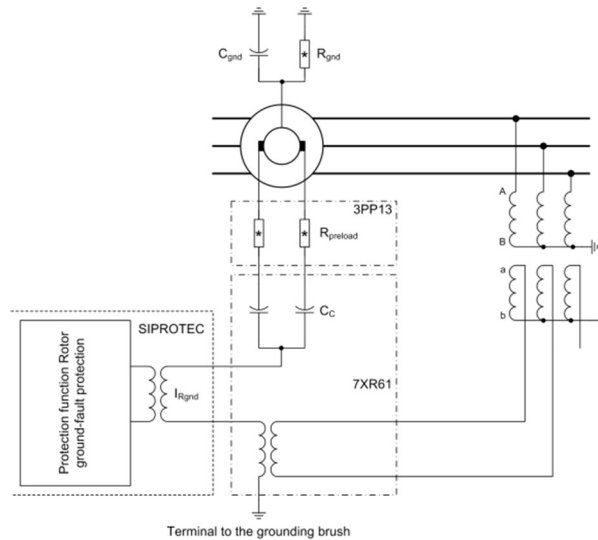 Cgnd
Rgnd
3PP13
Rpreload
A
B
a
b
CC
SIPROTEC
7XR61
IRgnd
Protection function Rotor
ground-fault protection
Terminal to the grounding brush